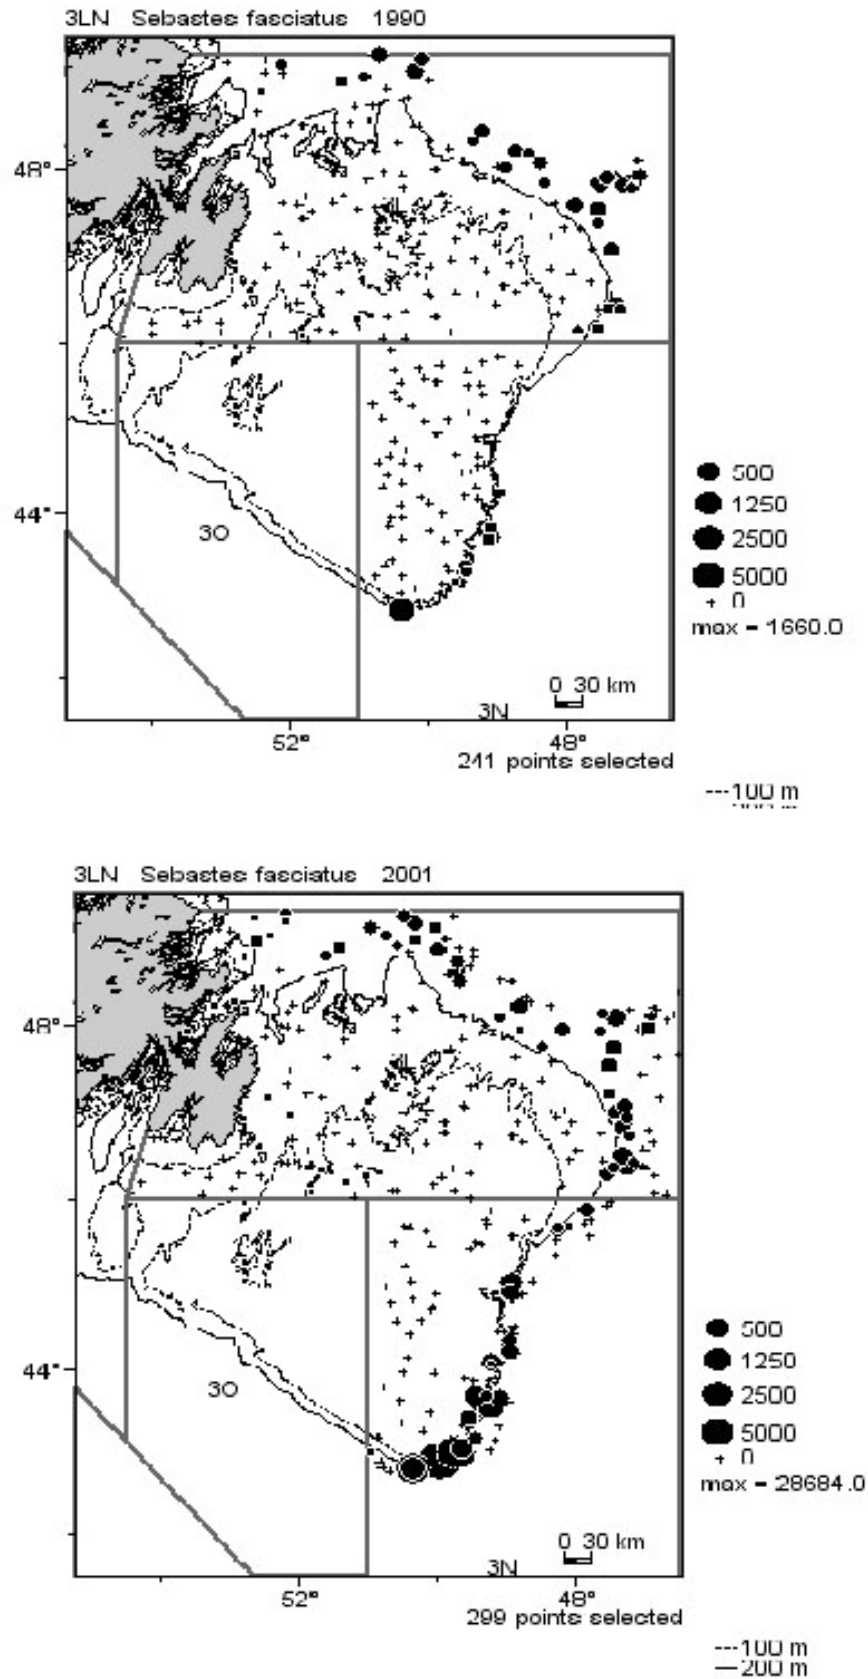 3LN Sebastes fasciatus 1990
48°
44°
3O
500
1250
2500
5000
+ 0
max = 1660.0
0 30 km
3N
52° 48°
241 points selected
---100 m
3LN Sebastes fasciatus 2001
48°
44°
3O
500
1250
2500
5000
+ 0
max = 28684.0
0 30 km
3N
52° 48°
299 points selected
---100 m
—200 m